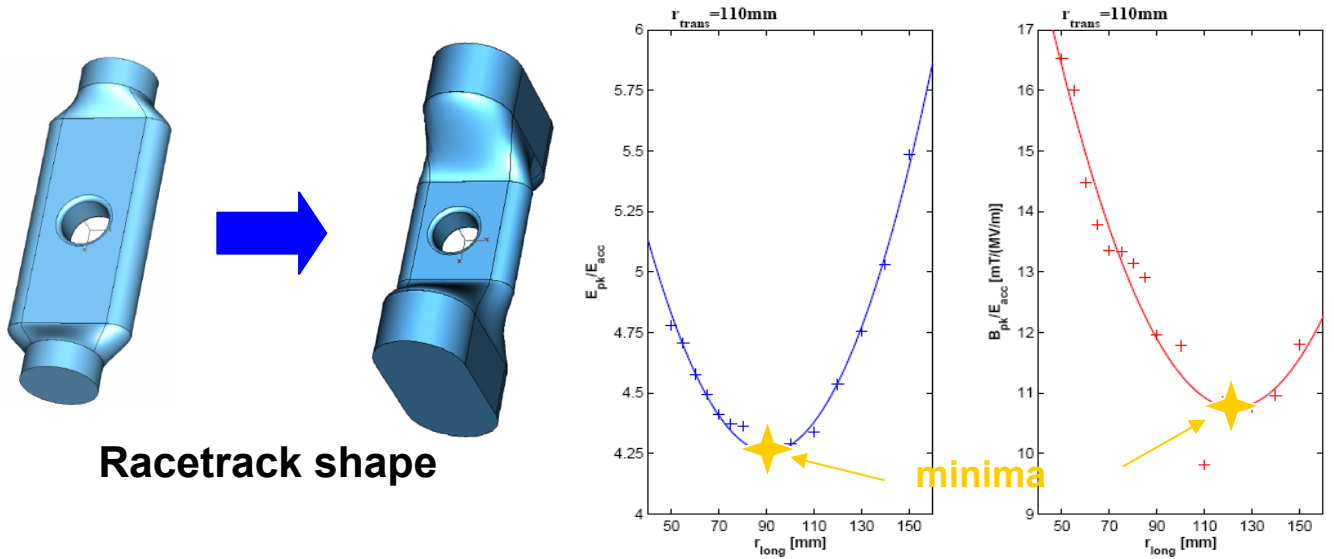 Racetrack shape
r_trans=110mm
6
5.75
5.5
5.25
5
4.75
4.5
4.25
4
E_pk/E_acc
50 70 90 110 130 150
r_long [mm]
r_trans=110mm
17
16
15
14
13
12
11
10
9
B_pk/E_acc [mT/(MV/m)]
50 70 90 110 130 150
r_long [mm]
minima